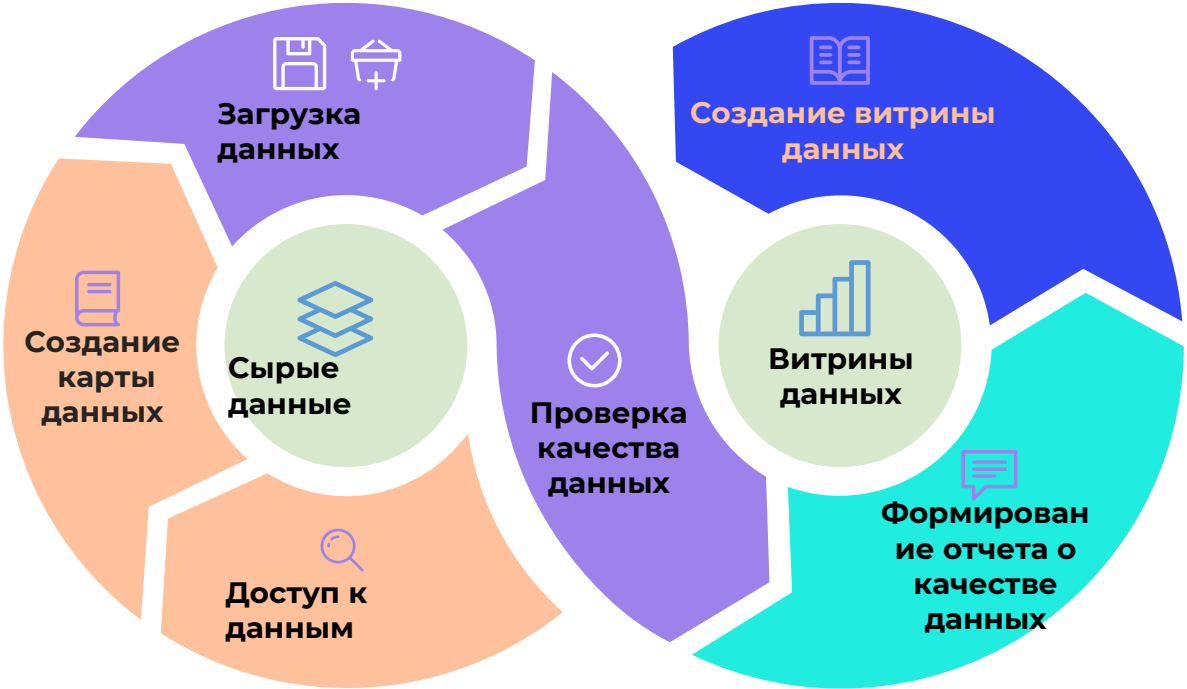 Загрузка
данных
Создание витрины
данных
Создание
карты
данных
Сырые
данные
Проверка
качества
данных
Витрины
данных
Доступ к
данным
Формирован
ие отчета о
качестве
данных